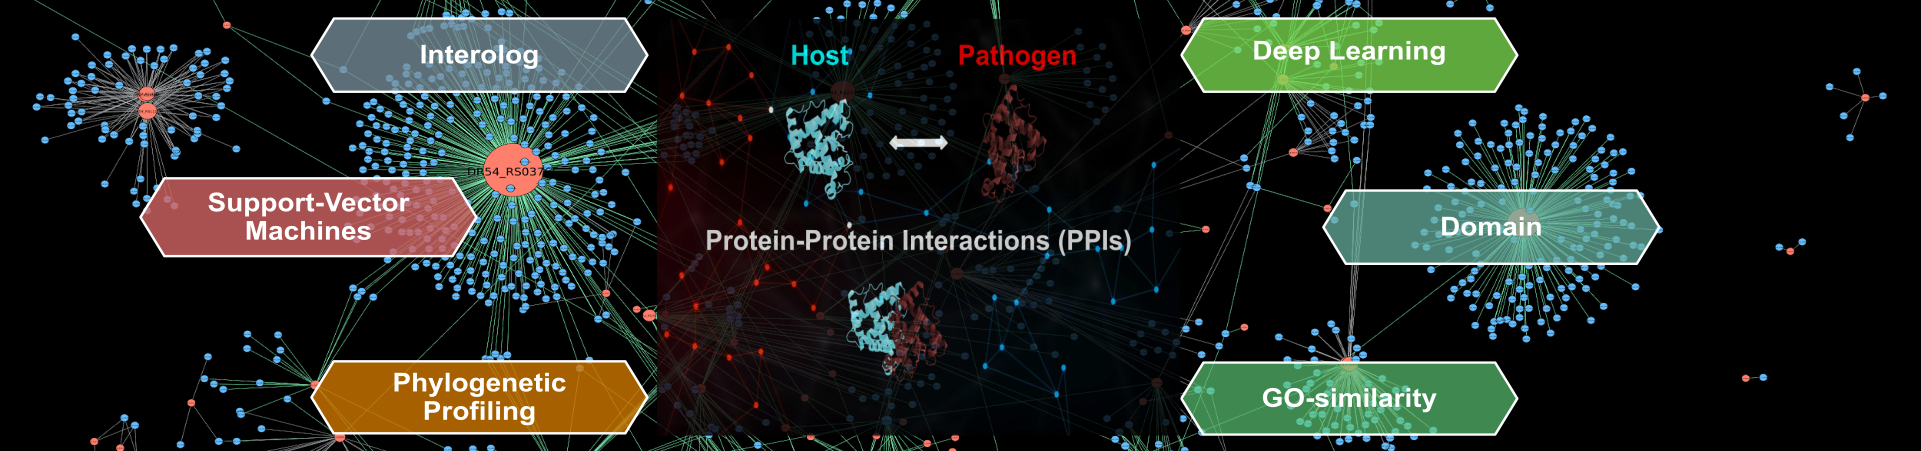 Interolog
Host
Pathogen
Deep Learning
DR54_RS037
Support-Vector
Machines
Protein-Protein Interactions (PPIs)
Domain
Phylogenetic
Profiling
GO-similarity